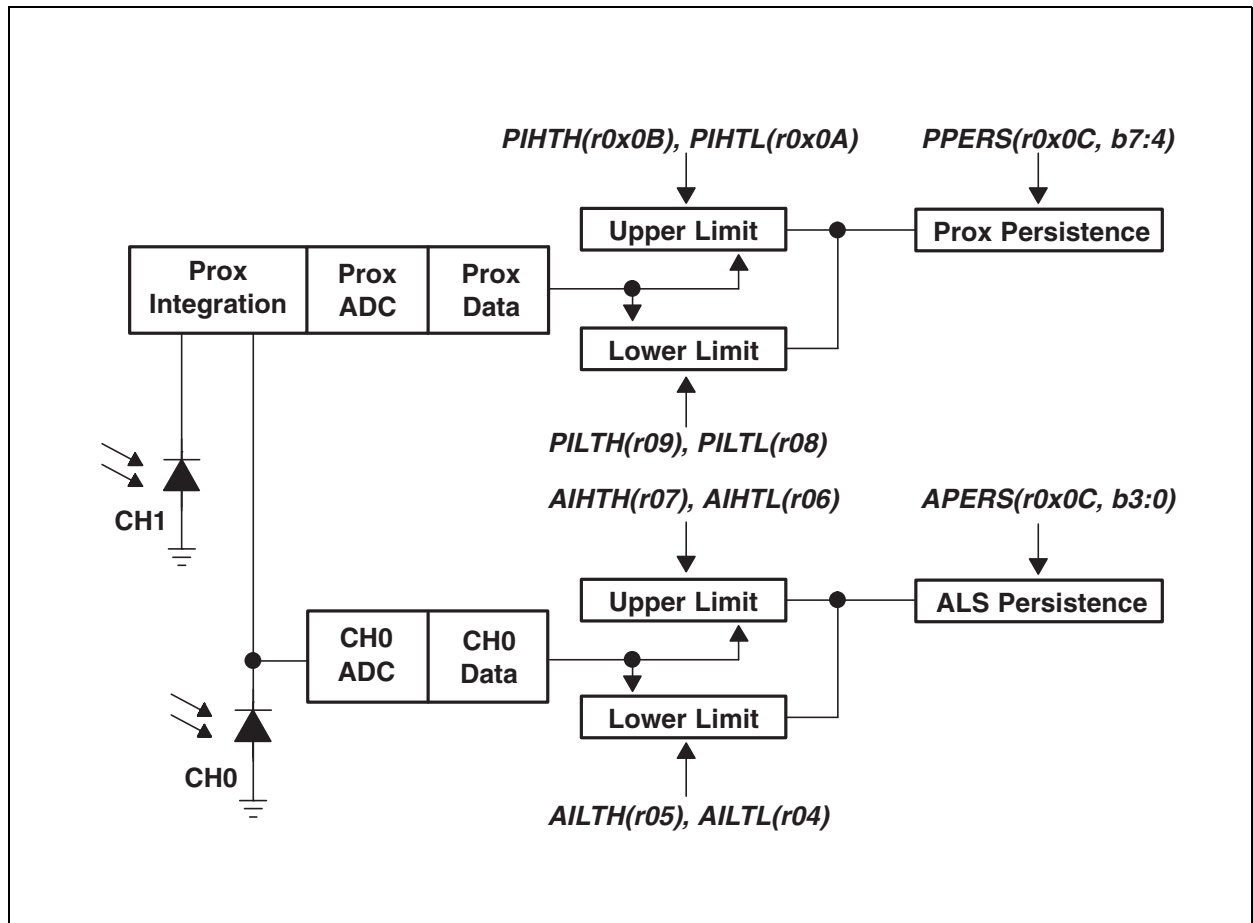 PIHTH(r0x0B), PIHTL(r0x0A)
PPERS(r0x0C, b7:4)
Upper Limit
Prox Persistence
Prox
Integration
Prox
ADC
Prox
Data
Lower Limit
PILTH(r09), PILTL(r08)
CH1
AIHTH(r07), AIHTL(r06)
APERS(r0x0C, b3:0)
Upper Limit
ALS Persistence
CH0
ADC
CH0
Data
Lower Limit
CH0
AILTH(r05), AILTL(r04)